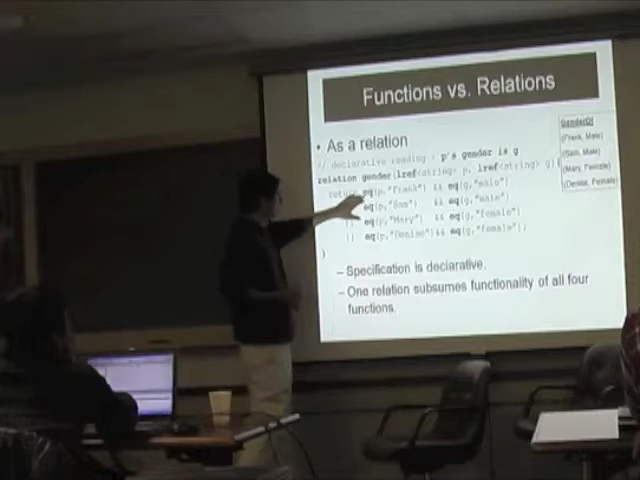 Functions vs. Relations
• As a relation
// declarative reading : p's gender is g
relation gender(lref<string> p, lref<string> g){
return eq(p,"Frank") && eq(g,"male")
eq(p,"Sam") && eq(g,"male")
|| eq(p,"Mary") && eq(g,"female")
|| eq(p,"Denise")&& eq(g,"female");
}
– Specification is declarative.
– One relation subsumes functionality of all four
functions.
GenderOf
(Frank, Male)
(Sam, Male)
(Mary, Female)
(Denise, Female)